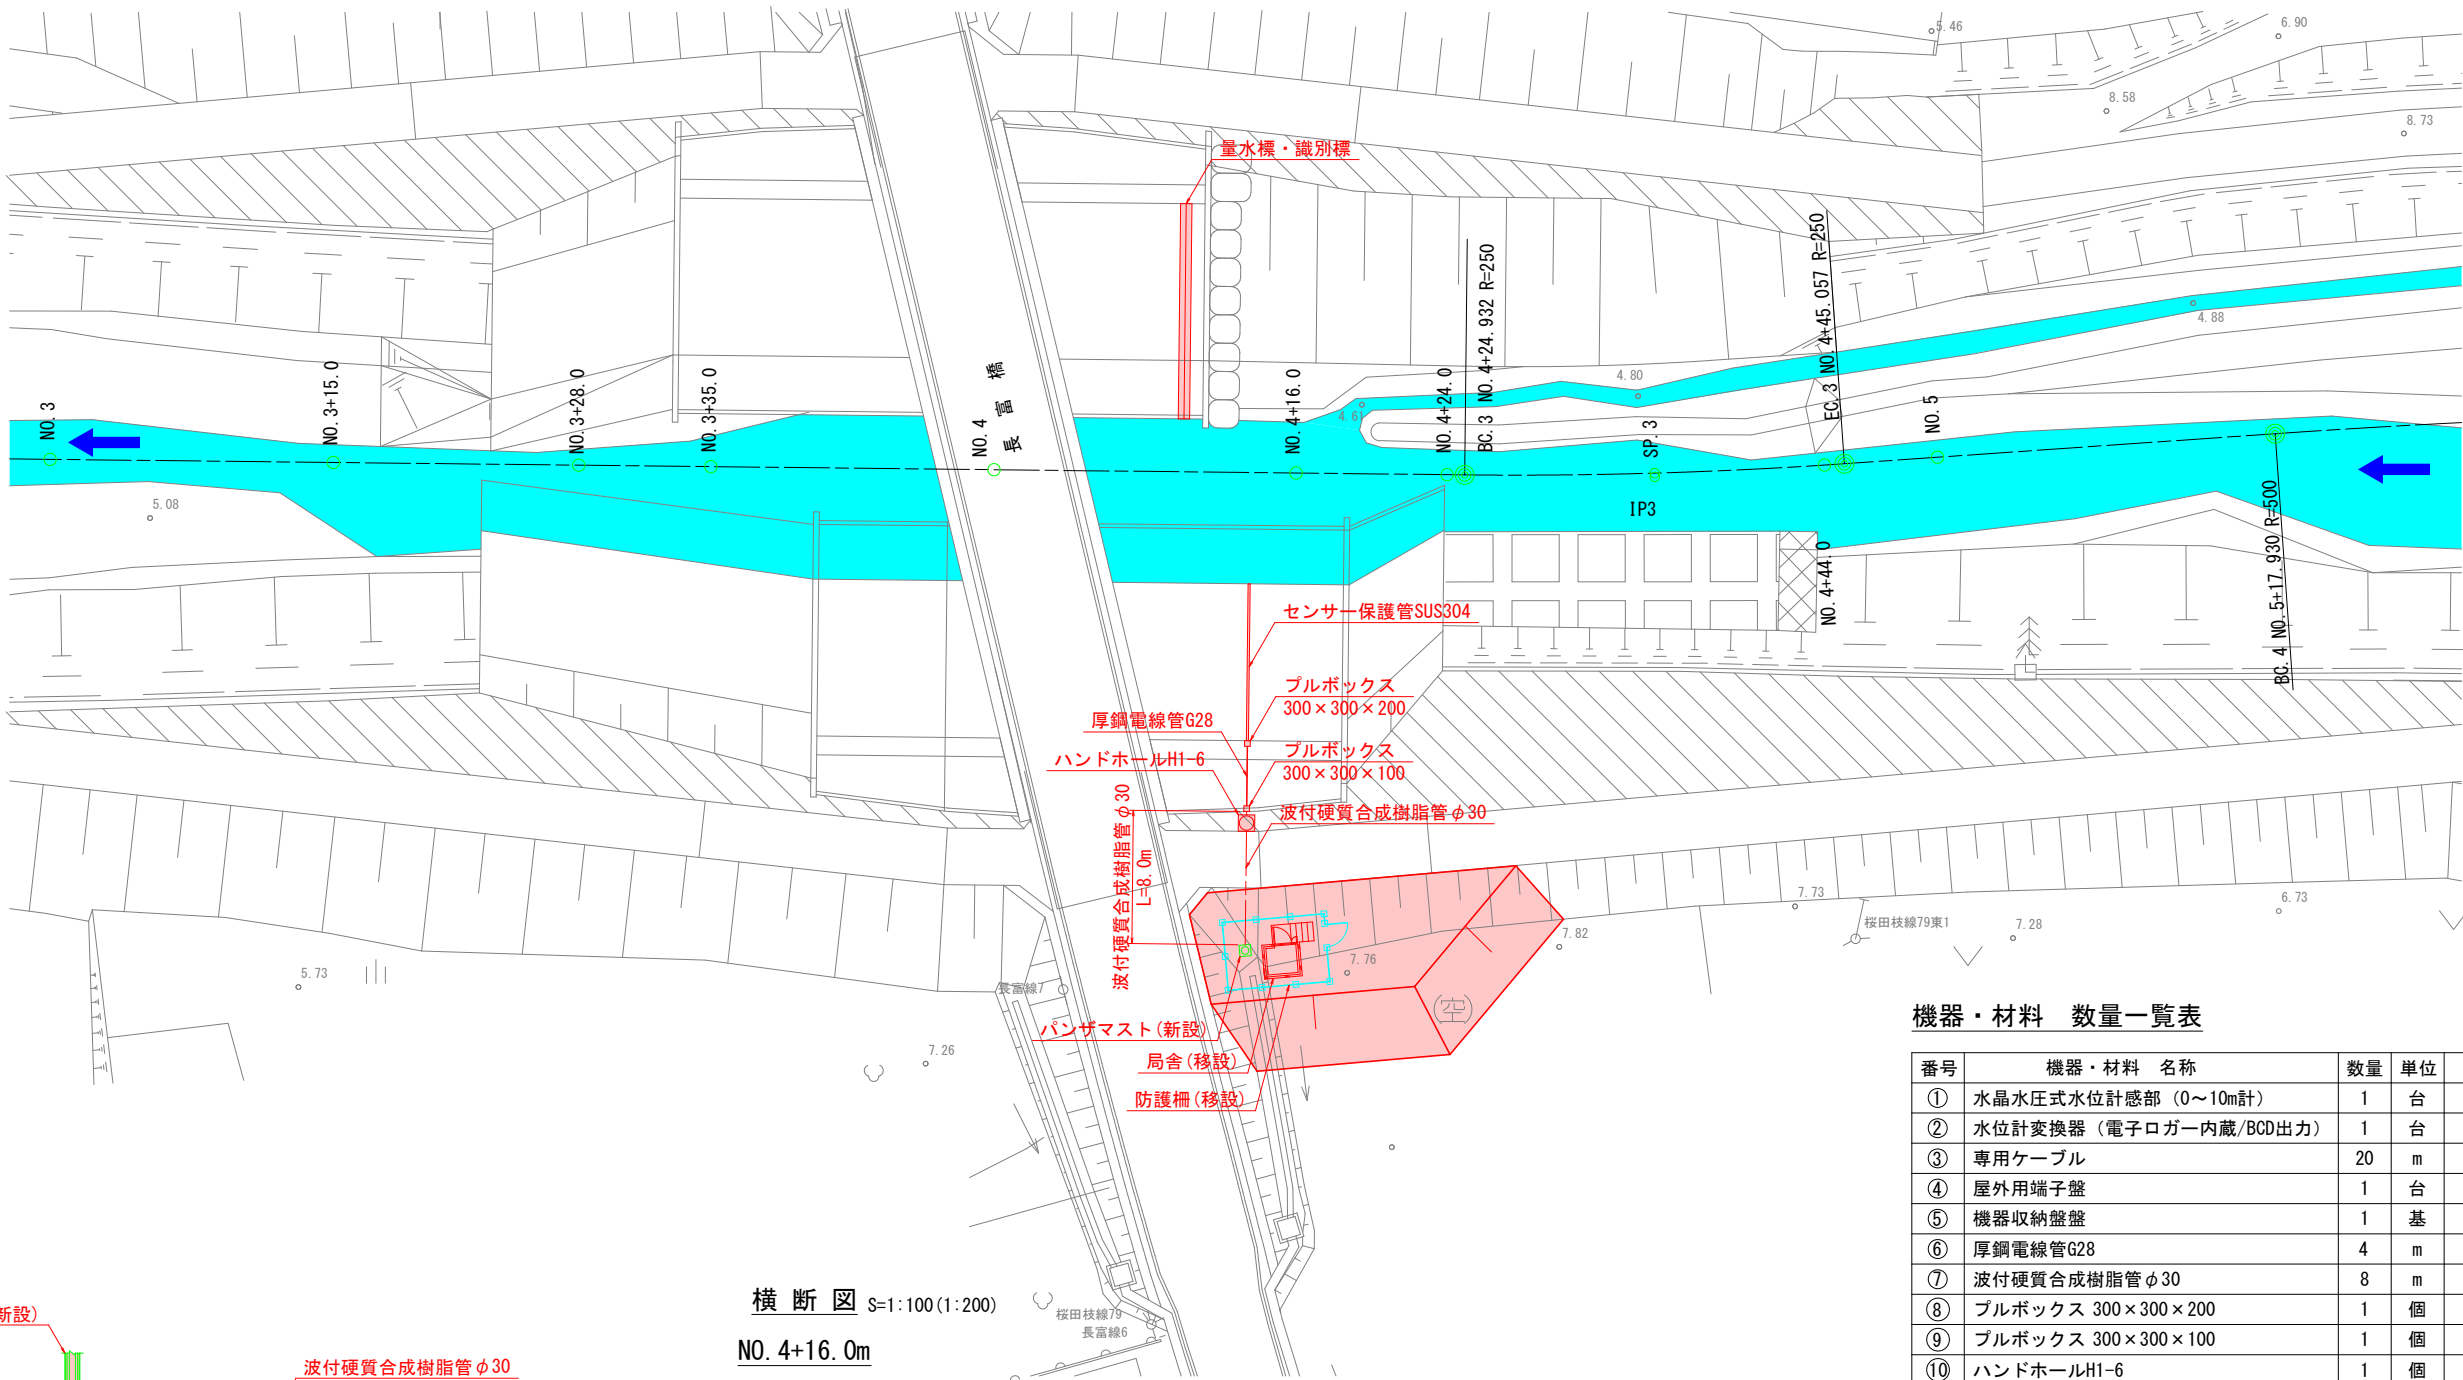 5.46
6.90
8.58
8.73
量水標・識別標
NO.4+45.057 R=250
EC.3
NO.4+24.932 R=250
BC.3
4.88
4.80
4.61
長富橋
NO.3
NO.3+15.0
NO.3+28.0
NO.3+35.0
NO.4
NO.4+16.0
NO.4+24.0
SP.3
NO.5
IP3
5.08
NO.4+44.0
BC.4 NO.5+17.930 R=500
センサー保護管SUS304
プルボックス
300×300×200
厚鋼電線管G28
プルボックス
300×300×100
ハンドホールH1-6
波付硬質合成樹脂管φ30
波付硬質合成樹脂管φ30
L=8.0m
7.73
6.73
桜田枝線79東1
7.28
7.82
7.76
5.73
長富線7
(空)
パンザマスト(新設)
7.26
局舎(移設)
防護柵(移設)
機器・材料 数量一覧表
番号 機器・材料 名称 数量 単位
① 水晶水圧式水位計感部（0～10m計） 1 台
② 水位計変換器（電子ロガー内蔵/BCD出力） 1 台
③ 専用ケーブル 20 m
④ 屋外用端子盤 1 台
⑤ 機器収納盤盤 1 基
⑥ 厚鋼電線管G28 4 m
⑦ 波付硬質合成樹脂管φ30 8 m
⑧ プルボックス 300×300×200 1 個
⑨ プルボックス 300×300×100 1 個
⑩ ハンドホールH1-6 1 個
横断図 S=1:100(1:200)
NO.4+16.0m
桜田枝線79
長富線6
新設)
波付硬質合成樹脂管φ30